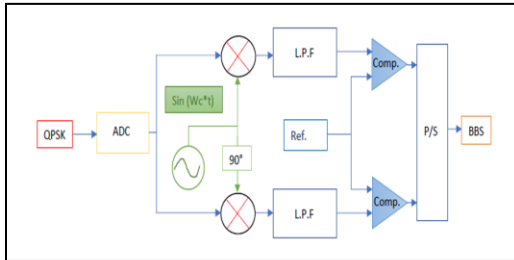 L.P.F
Comp.
Sin (Wc*t)
QPSK
ADC
90°
Ref.
P/S
BBS
L.P.F
Comp.